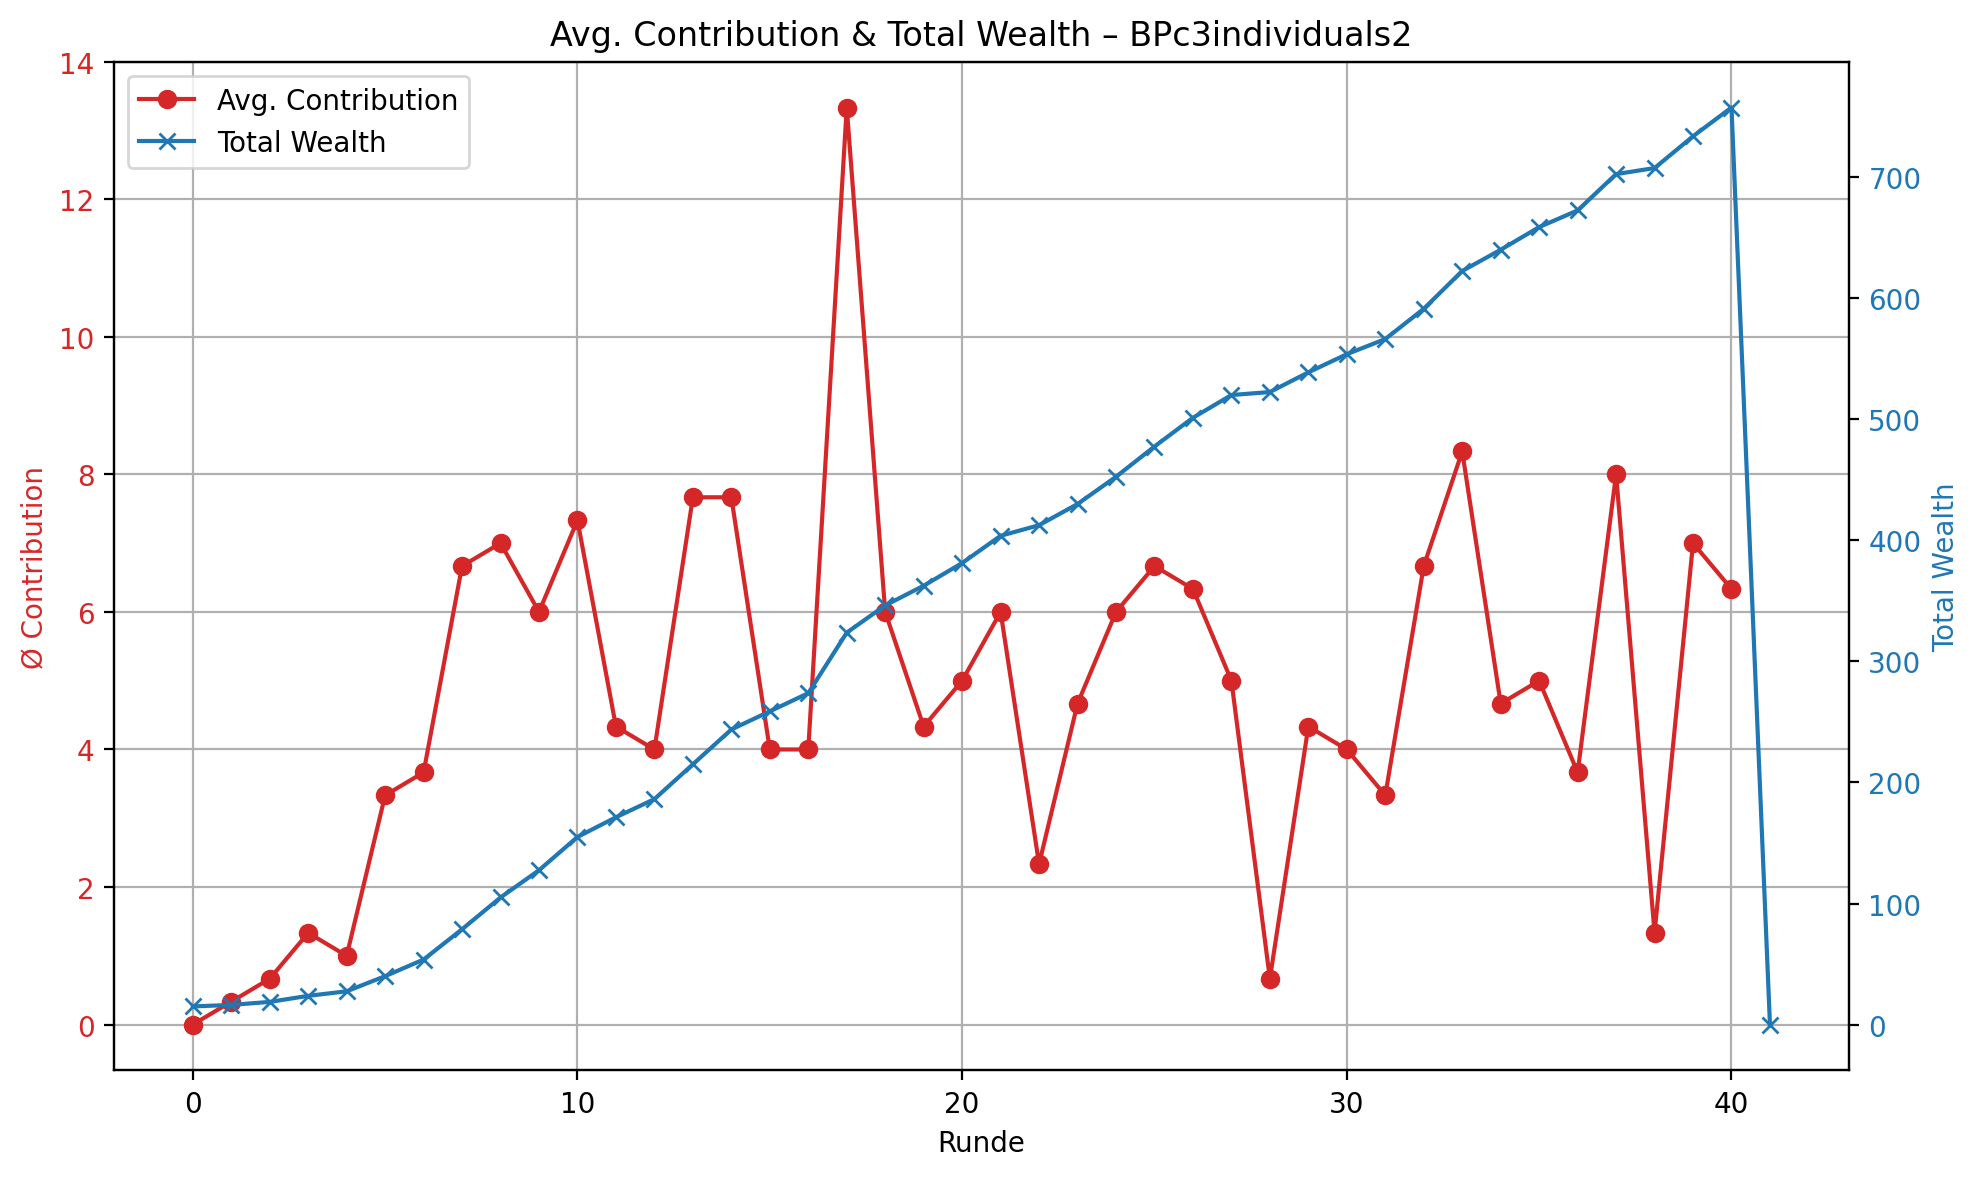 Avg. Contribution & Total Wealth – BPc3individuals2
Avg. Contribution
Total Wealth
Ø Contribution
14
12
10
8
6
4
2
0
Total Wealth
700
600
500
400
300
200
100
0
0 10 20 30 40
Runde